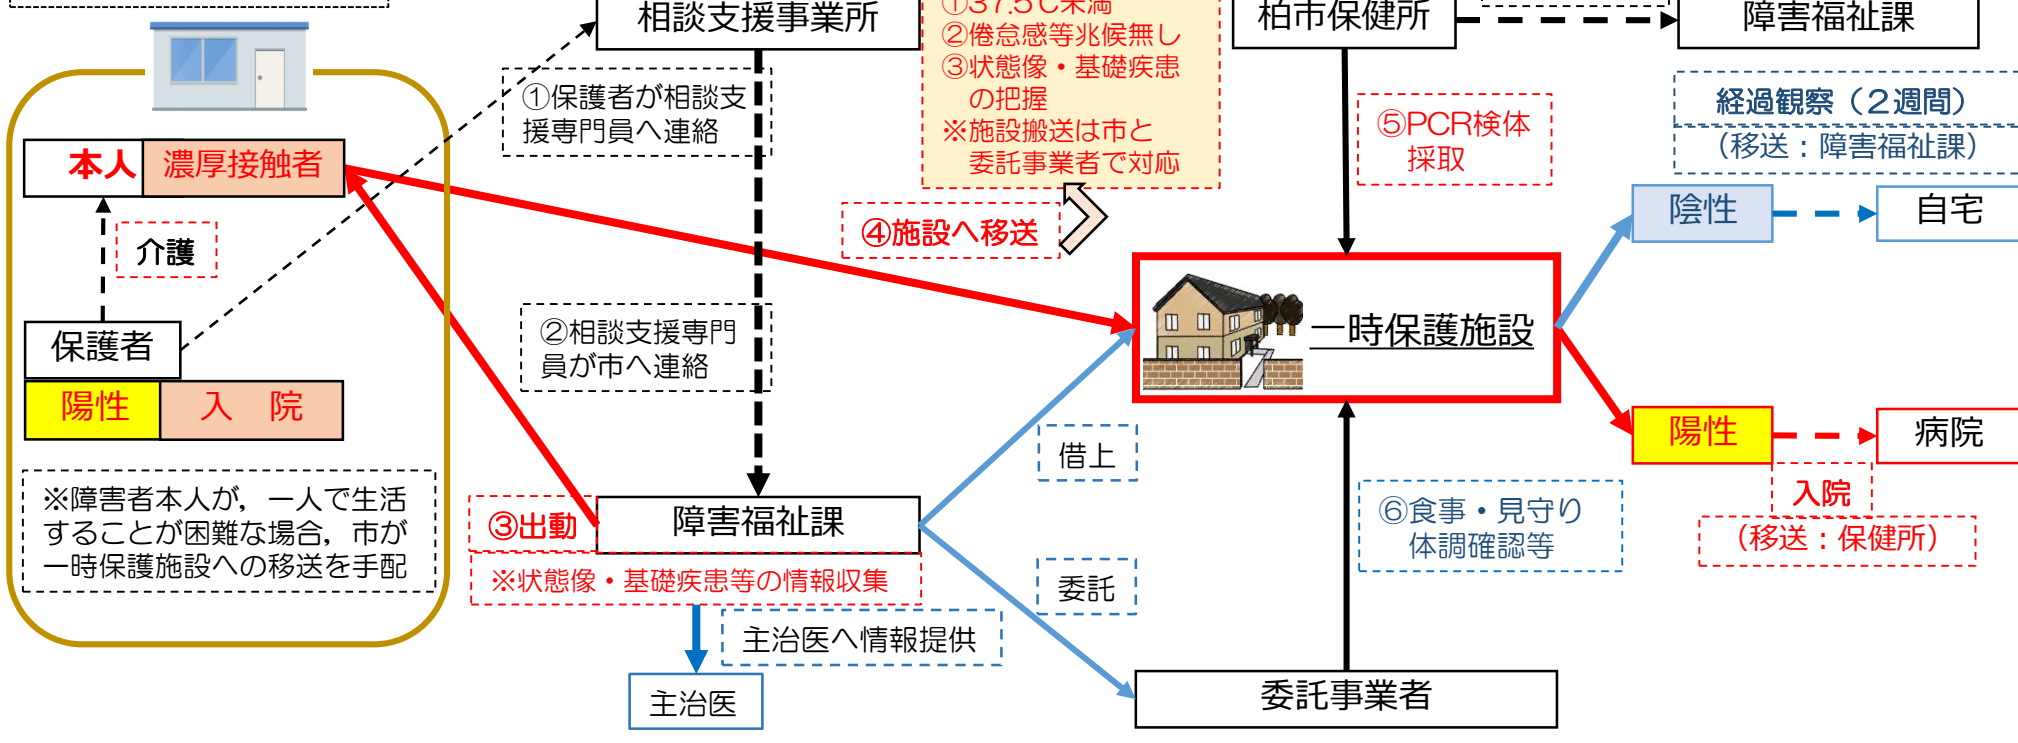 相談支援事業所
①37.5℃未満
②倦怠感等兆候無し
③状態像・基礎疾患
の把握
※施設搬送は市と
委託事業者で対応
柏市保健所
障害福祉課
①保護者が相談支
援専門員へ連絡
⑤PCR検体
採取
経過観察（２週間）
（移送：障害福祉課）
本人
濃厚接触者
陰性
自宅
④施設へ移送
介護
一時保護施設
②相談支援専門
員が市へ連絡
保護者
陽性
入　院
陽性
病院
借上
入院
（移送：保健所）
※障害者本人が，一人で生活
することが困難な場合，市が
一時保護施設への移送を手配
③出動
障害福祉課
⑥食事・見守り
体調確認等
※状態像・基礎疾患等の情報収集
委託
主治医へ情報提供
主治医
委託事業者